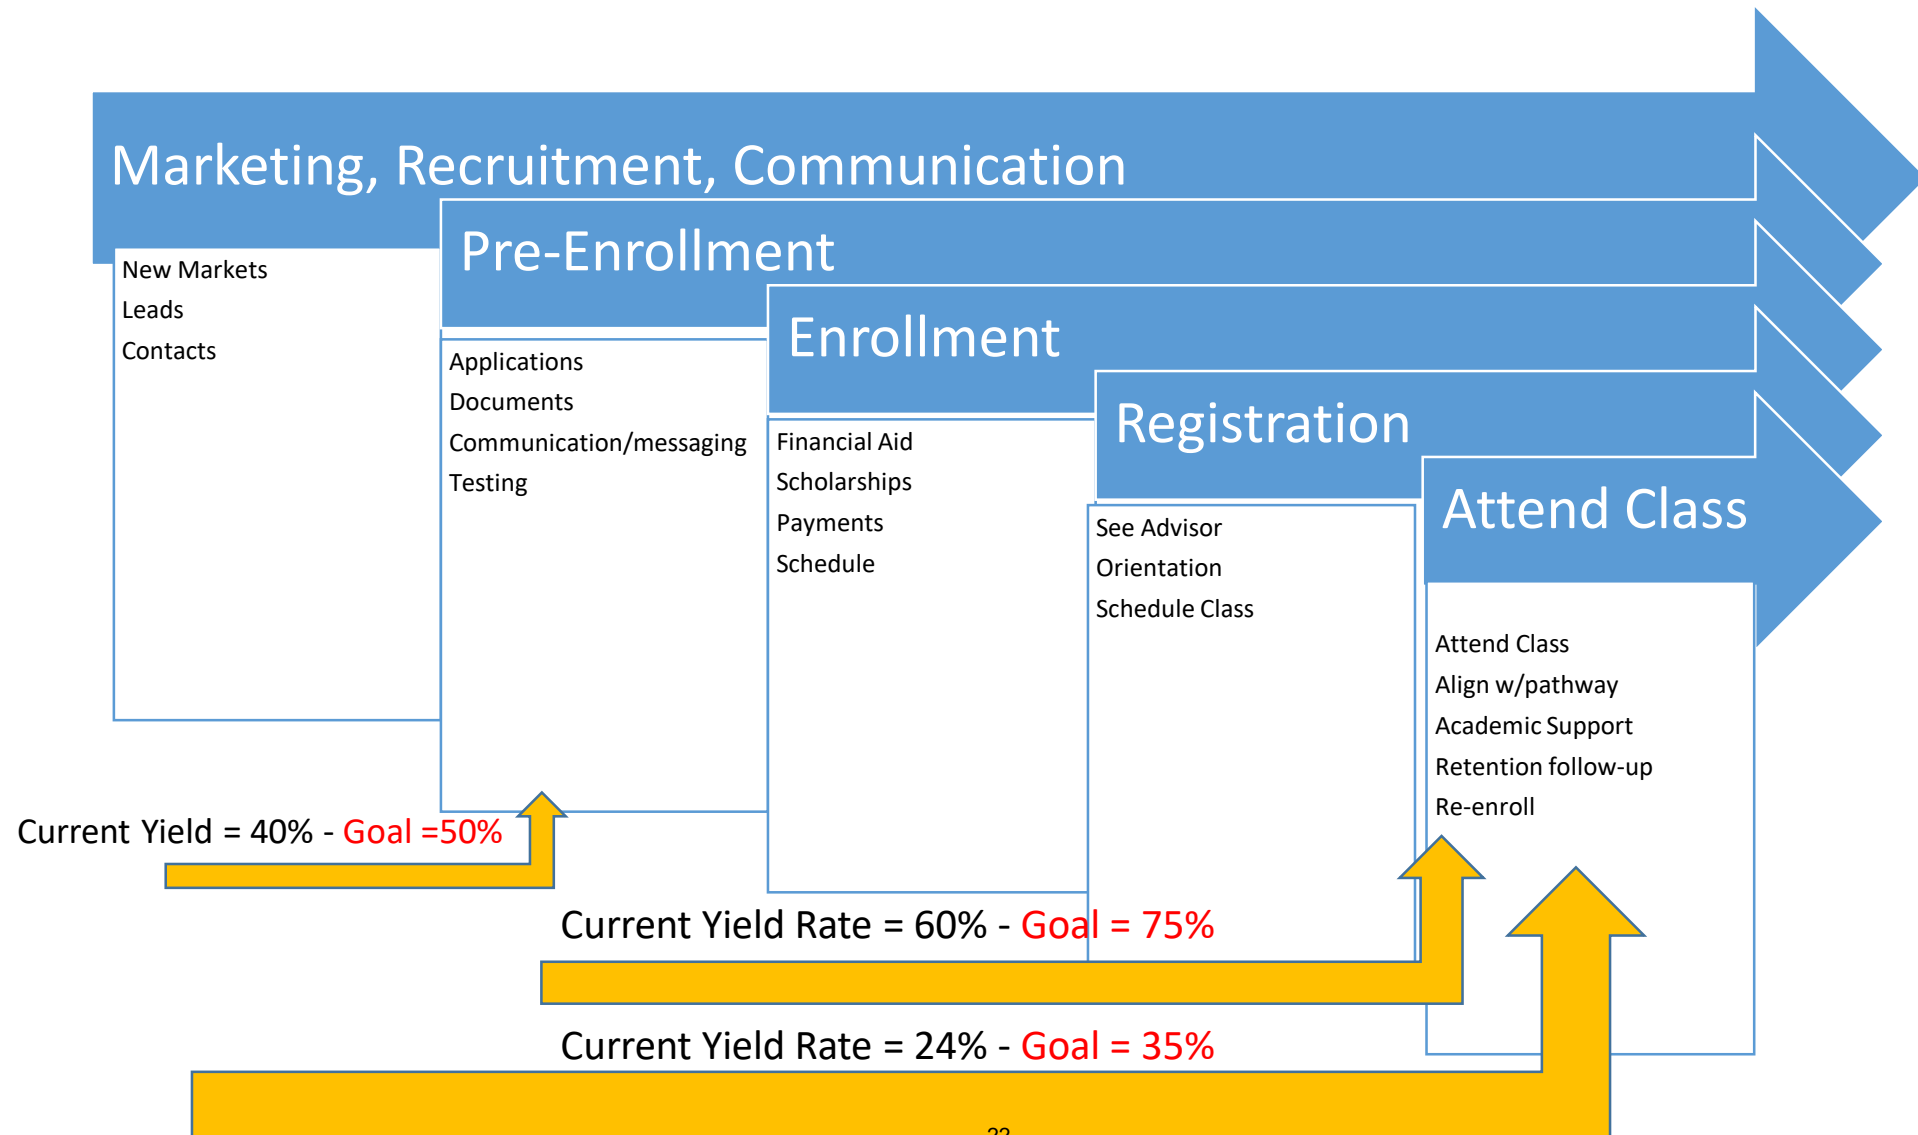 Marketing, Recruitment, Communication
New Markets
Leads
Contacts
Pre-Enrollment
Applications
Documents
Communication/messaging
Testing
Enrollment
Financial Aid
Scholarships
Payments
Schedule
Registration
See Advisor
Orientation
Schedule Class
Attend Class
Attend Class
Align w/pathway
Academic Support
Retention follow-up
Re-enroll
Current Yield = 40% - Goal =50%
Current Yield Rate = 60% - Goal = 75%
Current Yield Rate = 24% - Goal = 35%